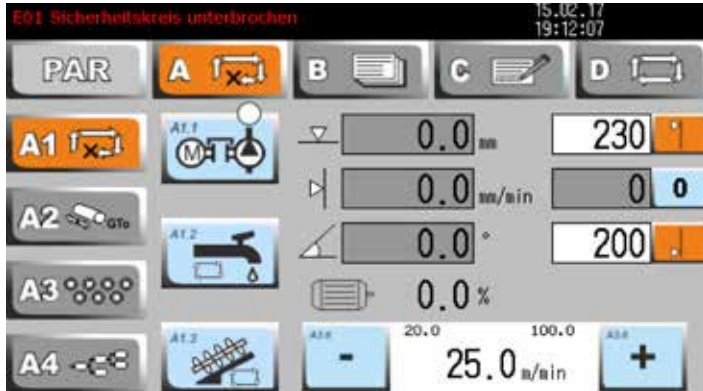 E01 Sicherheitskreis unterbrochen
15.02.17
19:12:07
PAR
A
B
C
D
A1
A1.1
M
0.0 mm
230
0.0 mm/min
0
0
A2
GTo
A1.2
0.0 °
200
A3
0.0 %
A4
A1.3
-
20.0
100.0
25.0 m/min
+